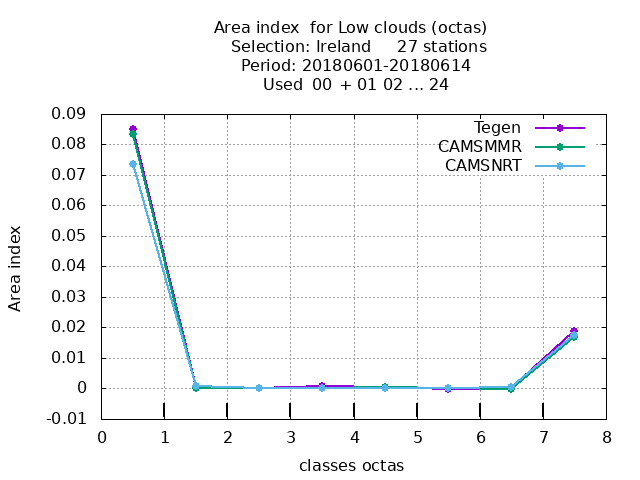 Area index  for Low clouds (octas)
Selection: Ireland     27 stations
Period: 20180601-20180614
Used  00  + 01 02 ... 24
Tegen
CAMSMMR
CAMSNRT
0.09
0.08
0.07
0.06
0.05
0.04
0.03
0.02
0.01
0
-0.01
Area index
0 1 2 3 4 5 6 7 8
classes octas